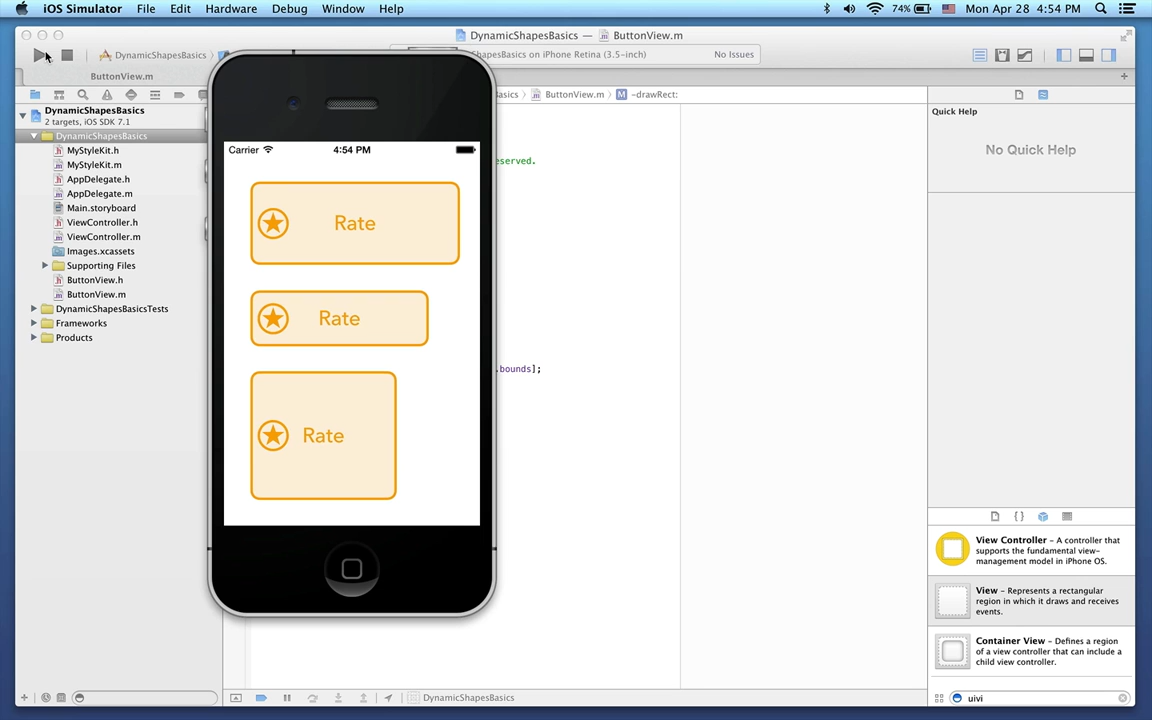 iOS Simulator File Edit Hardware Debug Window Help 74% Mon Apr 28 4:54 PM
DynamicShapesBasics — ButtonView.m
DynamicShapesBasics
ShapesBasics on iPhone Retina (3.5-inch) No Issues
ButtonView.m
Basics ButtonView.m M -drawRect:
Quick Help
No Quick Help
DynamicShapesBasics
2 targets, iOS SDK 7.1
DynamicShapesBasics
MyStyleKit.h
MyStyleKit.m
AppDelegate.h
AppDelegate.m
Main.storyboard
ViewController.h
ViewController.m
Images.xcassets
Supporting Files
ButtonView.h
ButtonView.m
DynamicShapesBasicsTests
Frameworks
Products
Carrier 4:54 PM
Rate
Rate
Rate
eserved.
.bounds];
{ }
View Controller – A controller that
supports the fundamental view-
management model in iPhone OS.
View – Represents a rectangular
region in which it draws and receives
events.
Container View – Defines a region
of a view controller that can include a
child view controller.
DynamicShapesBasics
uivi